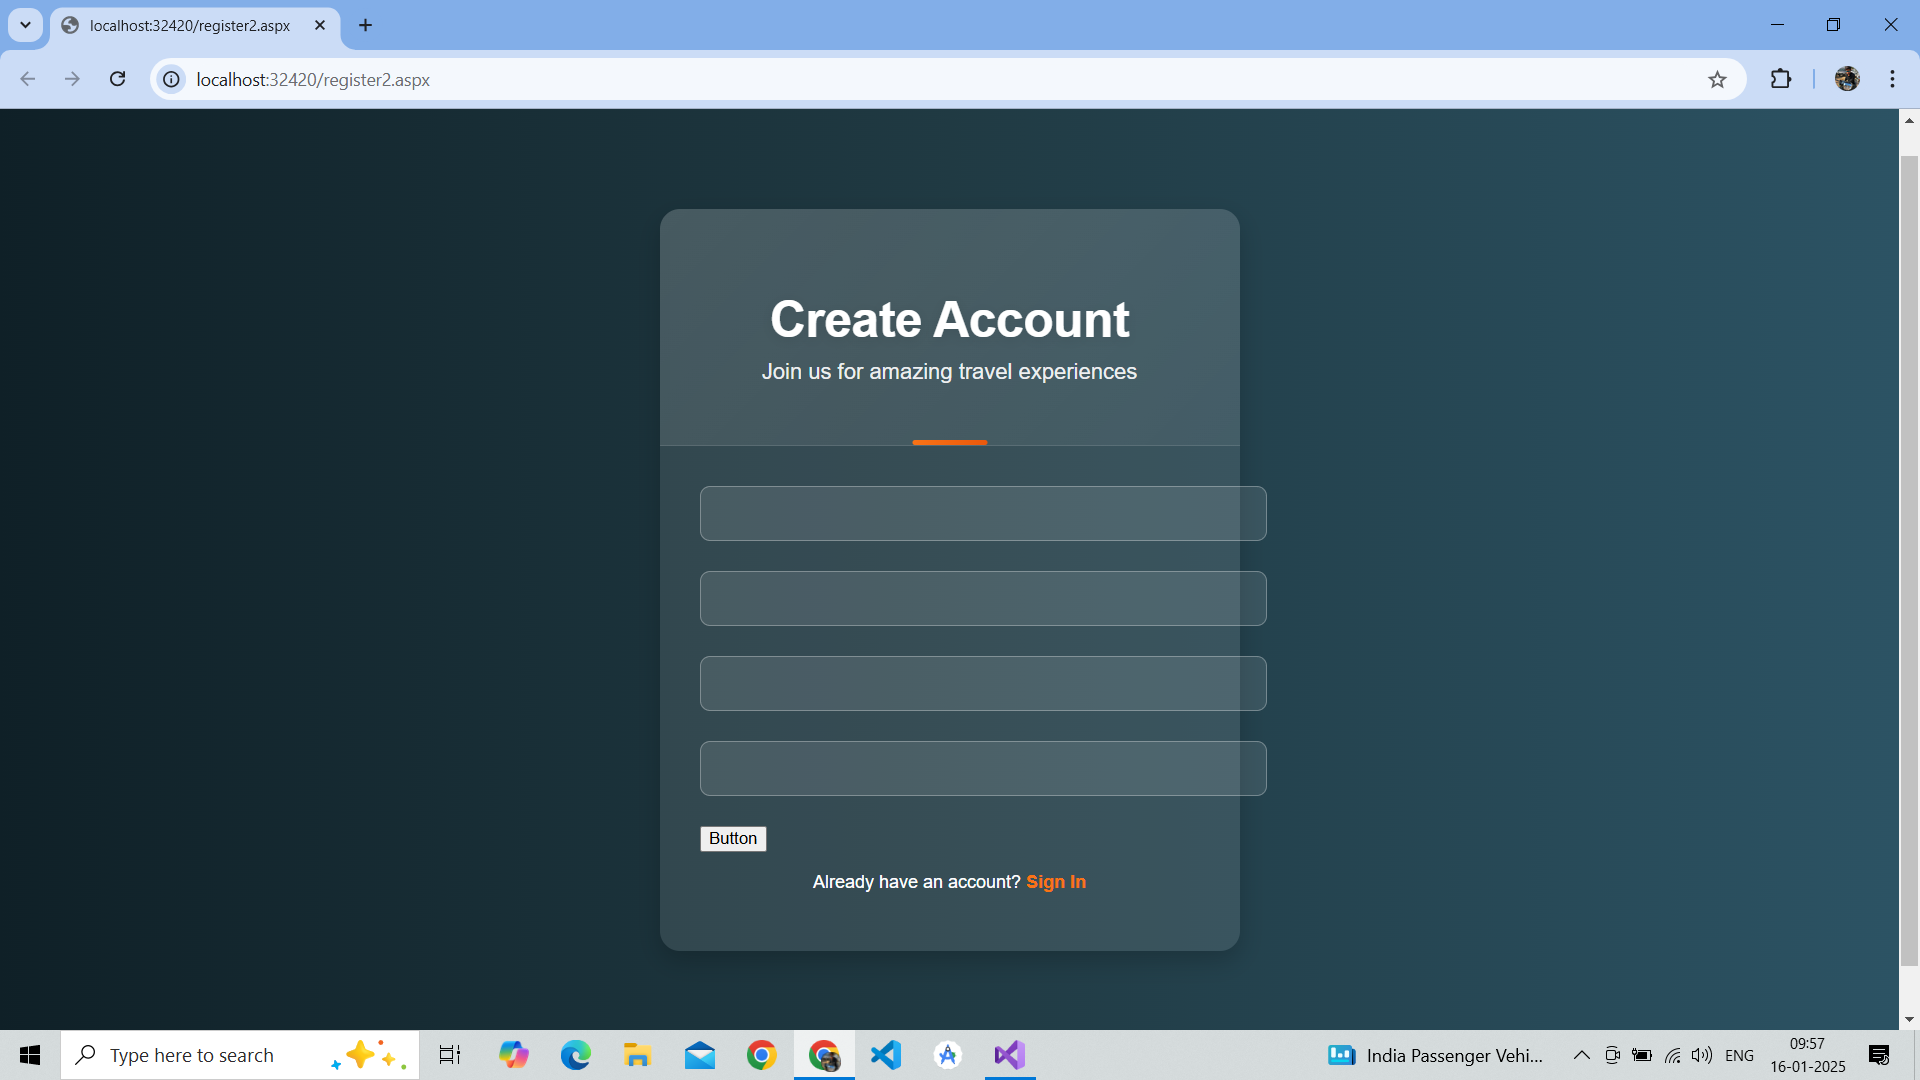 localhost:32420/register2.aspx
localhost:32420/register2.aspx
Create Account
Join us for amazing travel experiences
Button
Already have an account? Sign In
Type here to search
India Passenger Vehi...
ENG
09:57
16-01-2025